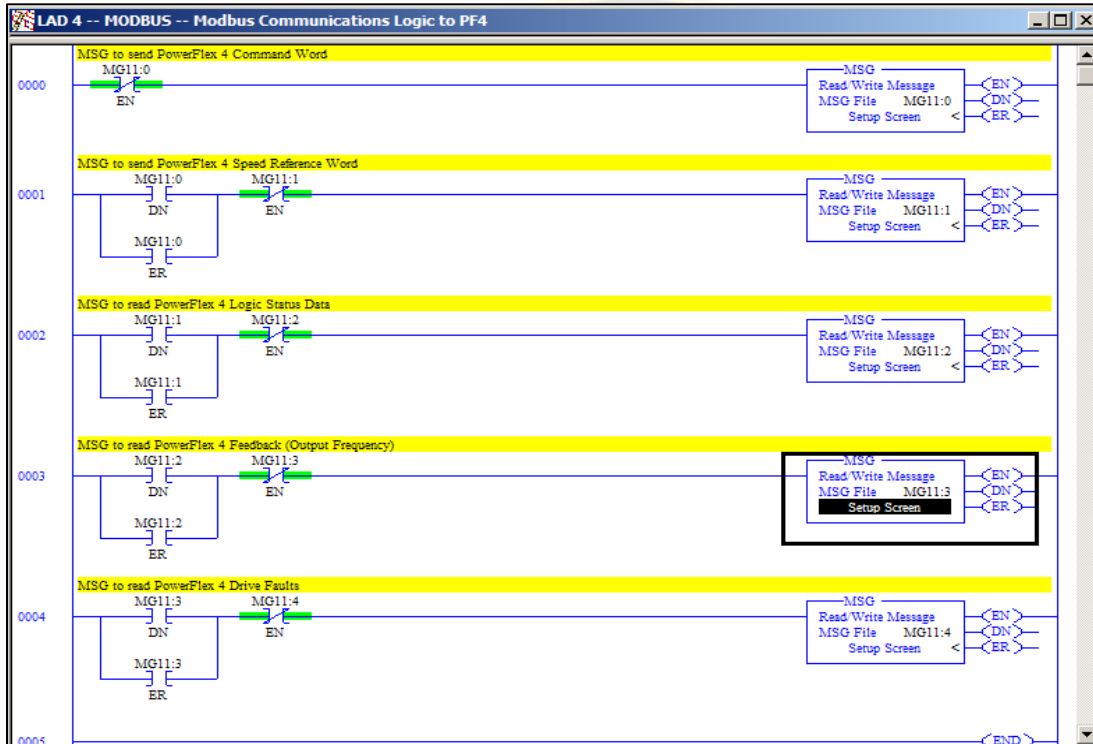 LAD 4 -- MODBUS -- Modbus Communications Logic to PF4
MSG to send PowerFlex 4 Command Word
0000
MG11:0
EN
MSG
Read/Write Message
MSG File MG11:0
Setup Screen <
EN
DN
ER
MSG to send PowerFlex 4 Speed Reference Word
0001
MG11:0
DN
MG11:1
EN
MG11:0
ER
MSG
Read/Write Message
MSG File MG11:1
Setup Screen <
EN
DN
ER
MSG to read PowerFlex 4 Logic Status Data
0002
MG11:1
DN
MG11:2
EN
MG11:1
ER
MSG
Read/Write Message
MSG File MG11:2
Setup Screen <
EN
DN
ER
MSG to read PowerFlex 4 Feedback (Output Frequency)
0003
MG11:2
DN
MG11:3
EN
MG11:2
ER
MSG
Read/Write Message
MSG File MG11:3
Setup Screen
EN
DN
ER
MSG to read PowerFlex 4 Drive Faults
0004
MG11:3
DN
MG11:4
EN
MG11:3
ER
MSG
Read/Write Message
MSG File MG11:4
Setup Screen <
EN
DN
ER
0005
END